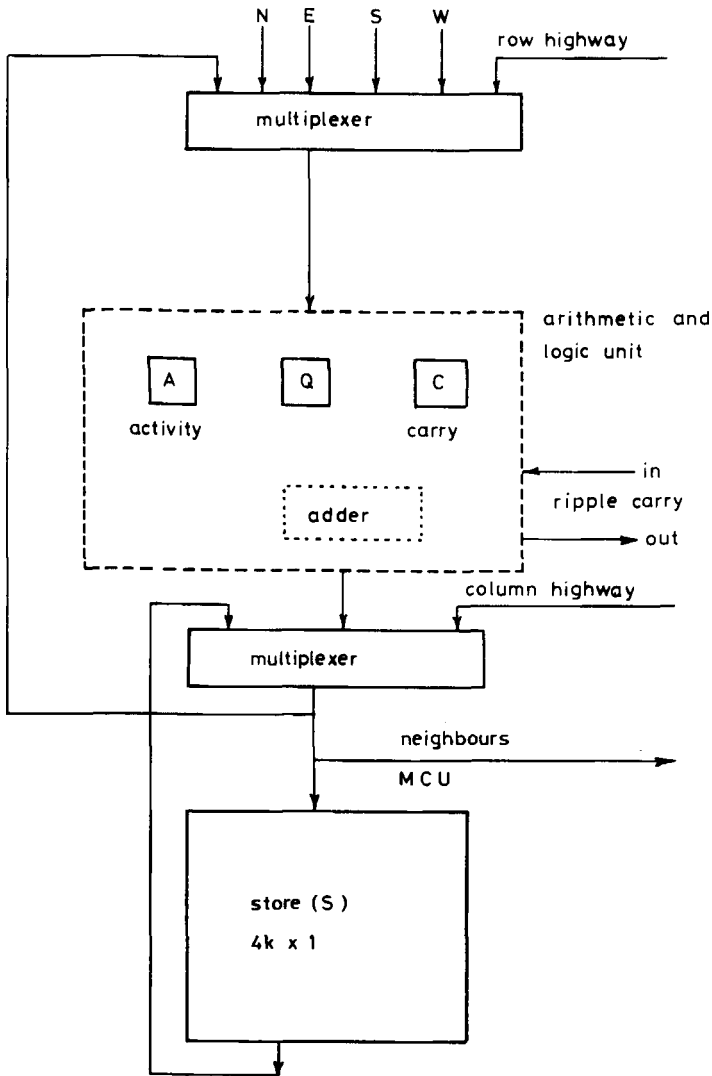 N E S W
row highway
multiplexer
arithmetic and
logic unit
A Q C
activity carry
in
ripple carry
adder
out
column highway
multiplexer
neighbours
MCU
store (S)
4k x 1